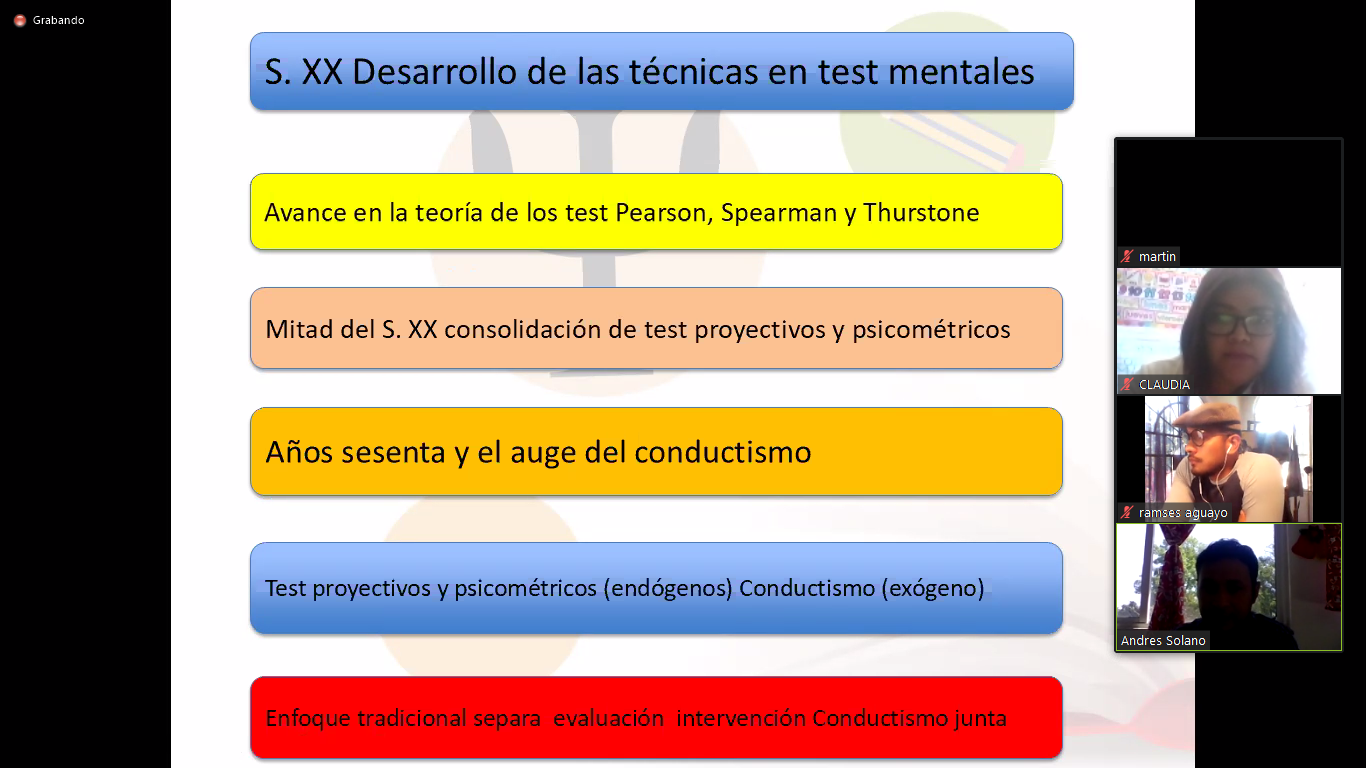 Grabando
S. XX Desarrollo de las técnicas en test mentales
Avance en la teoría de los test Pearson, Spearman y Thurstone
Mitad del S. XX consolidación de test proyectivos y psicométricos
Años sesenta y el auge del conductismo
Test proyectivos y psicométricos (endógenos) Conductismo (exógeno)
Enfoque tradicional separa  evaluación  intervención Conductismo junta
martin
CLAUDIA
ramses aguayo
Andres Solano